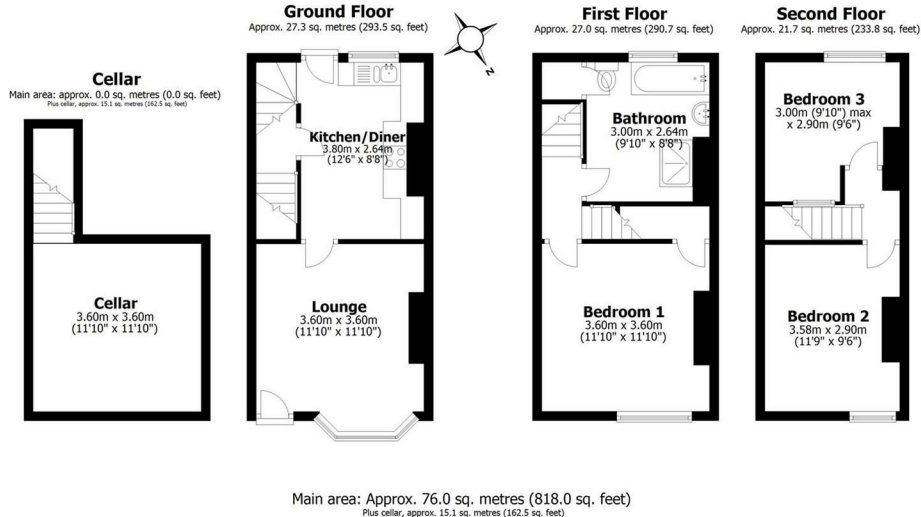 Cellar
Main area: approx. 0.0 sq. metres (0.0 sq. feet)
Plus cellar, approx. 15.1 sq. metres (162.5 sq. feet)
Cellar
3.60m x 3.60m
(11'10" x 11'10")
Ground Floor
Approx. 27.3 sq. metres (293.5 sq. feet)
N
Kitchen/Diner
3.80m x 2.64m
(12'6" x 8'8")
Lounge
3.60m x 3.60m
(11'10" x 11'10")
First Floor
Approx. 27.0 sq. metres (290.7 sq. feet)
Bathroom
3.00m x 2.64m
(9'10" x 8'8")
Bedroom 1
3.60m x 3.60m
(11'10" x 11'10")
Second Floor
Approx. 21.7 sq. metres (233.8 sq. feet)
Bedroom 3
3.00m (9'10") max
x 2.90m (9'6")
Bedroom 2
3.58m x 2.90m
(11'9" x 9'6")
Main area: Approx. 76.0 sq. metres (818.0 sq. feet)
Plus cellar, approx. 15.1 sq. metres (162.5 sq. feet)